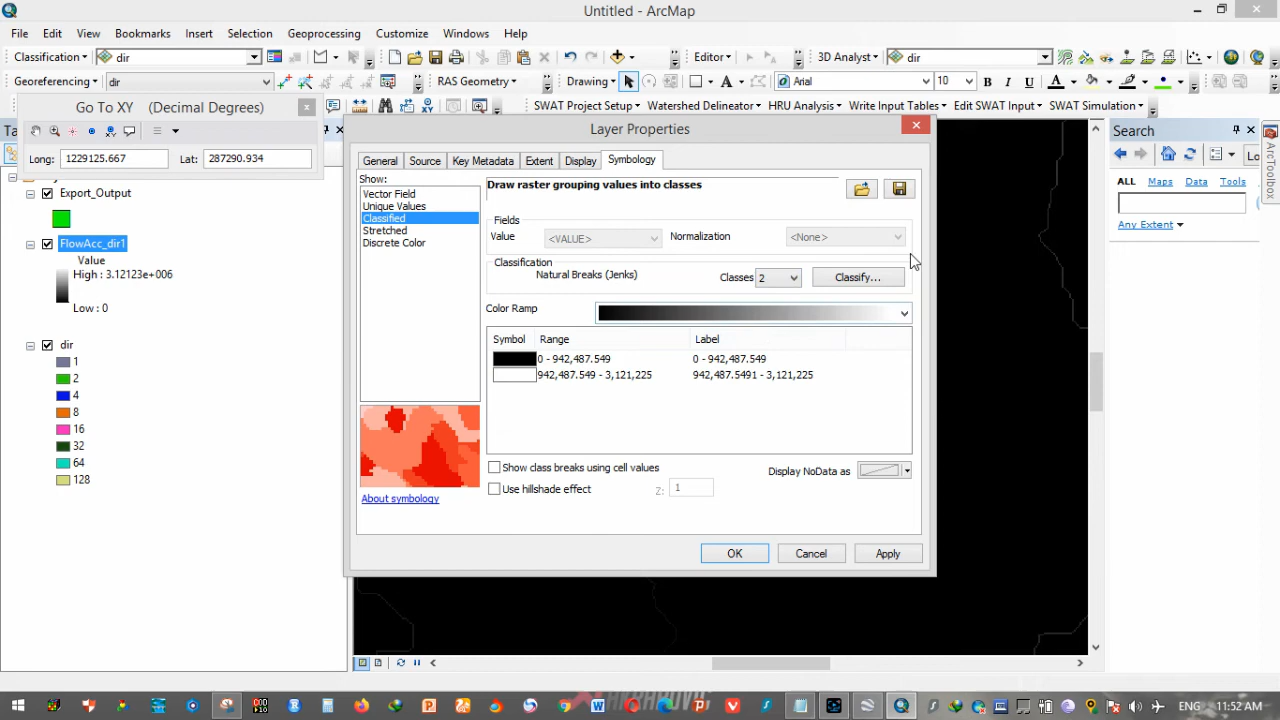 Untitled - ArcMap
File Edit View Bookmarks Insert Selection Geoprocessing Customize Windows Help
Classification dir Editor 3D Analyst dir
Georeferencing dir RAS Geometry Drawing A Arial 10 B I U A
Go To XY (Decimal Degrees) x SWAT Project Setup Watershed Delineator HRU Analysis Write Input Tables Edit SWAT Input SWAT Simulation
Long: 1229125.667 Lat: 287290.934
Export_Output
FlowAcc_dir1
Value
High : 3.12123e+006
Low : 0
dir
1
2
4
8
16
32
64
128
Layer Properties
General Source Key Metadata Extent Display Symbology
Show:
Vector Field
Unique Values
Classified
Stretched
Discrete Color
About symbology
Draw raster grouping values into classes
Fields
Value <VALUE> Normalization <None>
Classification
Natural Breaks (Jenks) Classes 2 Classify...
Color Ramp
Symbol Range Label
0 - 942,487.549 0 - 942,487.549
942,487.549 - 3,121,225 942,487.5491 - 3,121,225
Show class breaks using cell values Display NoData as
Use hillshade effect Z: 1
OK Cancel Apply
Search
Lo
ALL Maps Data Tools
Any Extent
ArcToolbox
ENG 11:52 AM